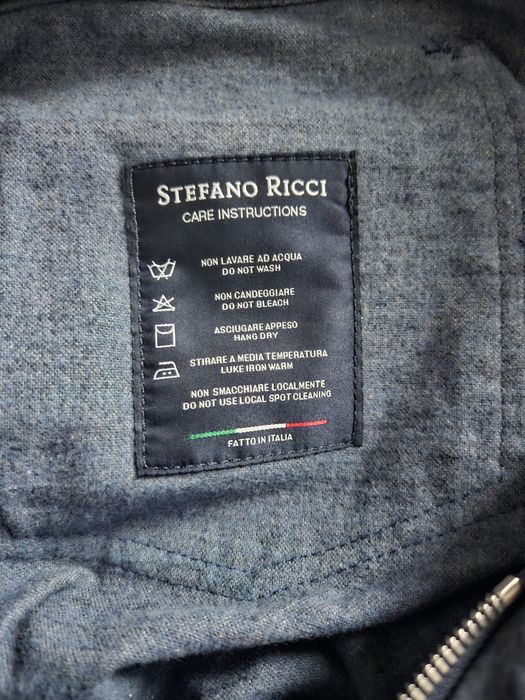 STEFANO RICCI
CARE INSTRUCTIONS
NON LAVARE AD ACQUA
DO NOT WASH
NON CANDEGGIARE
DO NOT BLEACH
ASCIUGARE APPESO
HANG DRY
STIRARE A MEDIA TEMPERATURA
LUKE IRON WARM
NON SMACCHIARE LOCALMENTE
DO NOT USE LOCAL SPOT CLEANING
FATTO IN ITALIA